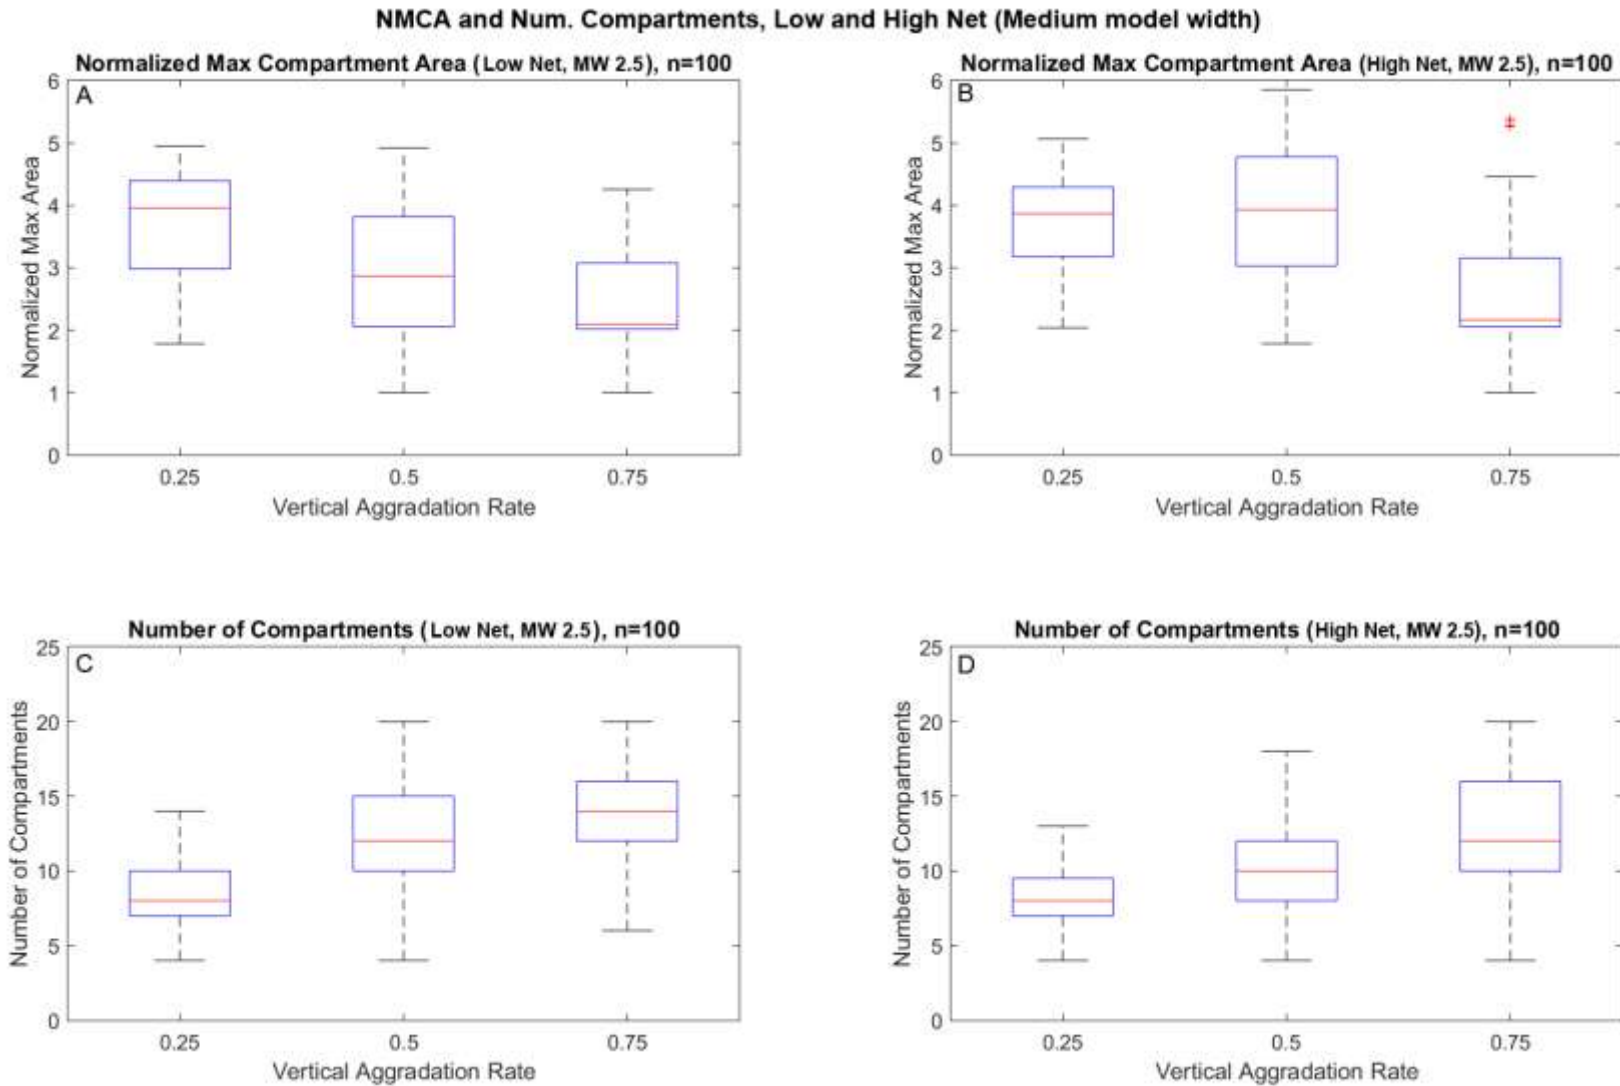 NMCA and Num. Compartments, Low and High Net (Medium model width)
Normalized Max Compartment Area (Low Net, MW 2.5), n=100
A
6
5
4
3
2
1
0
Normalized Max Area
0.25 0.5 0.75
Vertical Aggradation Rate
Normalized Max Compartment Area (High Net, MW 2.5), n=100
B
6
5
4
3
2
1
0
Normalized Max Area
0.25 0.5 0.75
Vertical Aggradation Rate
Number of Compartments (Low Net, MW 2.5), n=100
C
25
20
15
10
5
0
Number of Compartments
0.25 0.5 0.75
Vertical Aggradation Rate
Number of Compartments (High Net, MW 2.5), n=100
D
25
20
15
10
5
0
Number of Compartments
0.25 0.5 0.75
Vertical Aggradation Rate